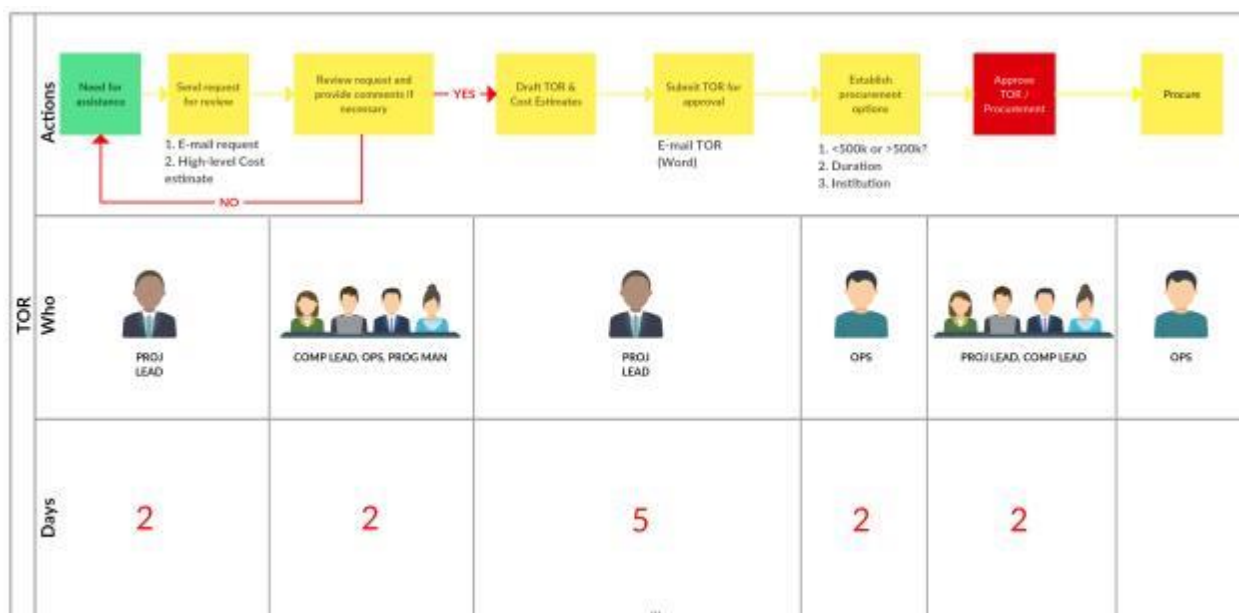 TOR
Actions
Need for
assistance
Send request
for review
1. E-mail request
2. High-level Cost
estimate
Review request and
provide comments if
necessary
YES
NO
Draft TOR &
Cost Estimates
Submit TOR for
approval
E-mail TOR
(Word)
Establish
procurement
options
1. <500k or >500k?
2. Duration
3. Institution
Approve
TOR /
Procurement
Procure
Who
PROJ
LEAD
COMP LEAD, OPS, PROG MAN
PROJ
LEAD
OPS
PROJ LEAD, COMP LEAD
OPS
Days
2
2
5
2
2